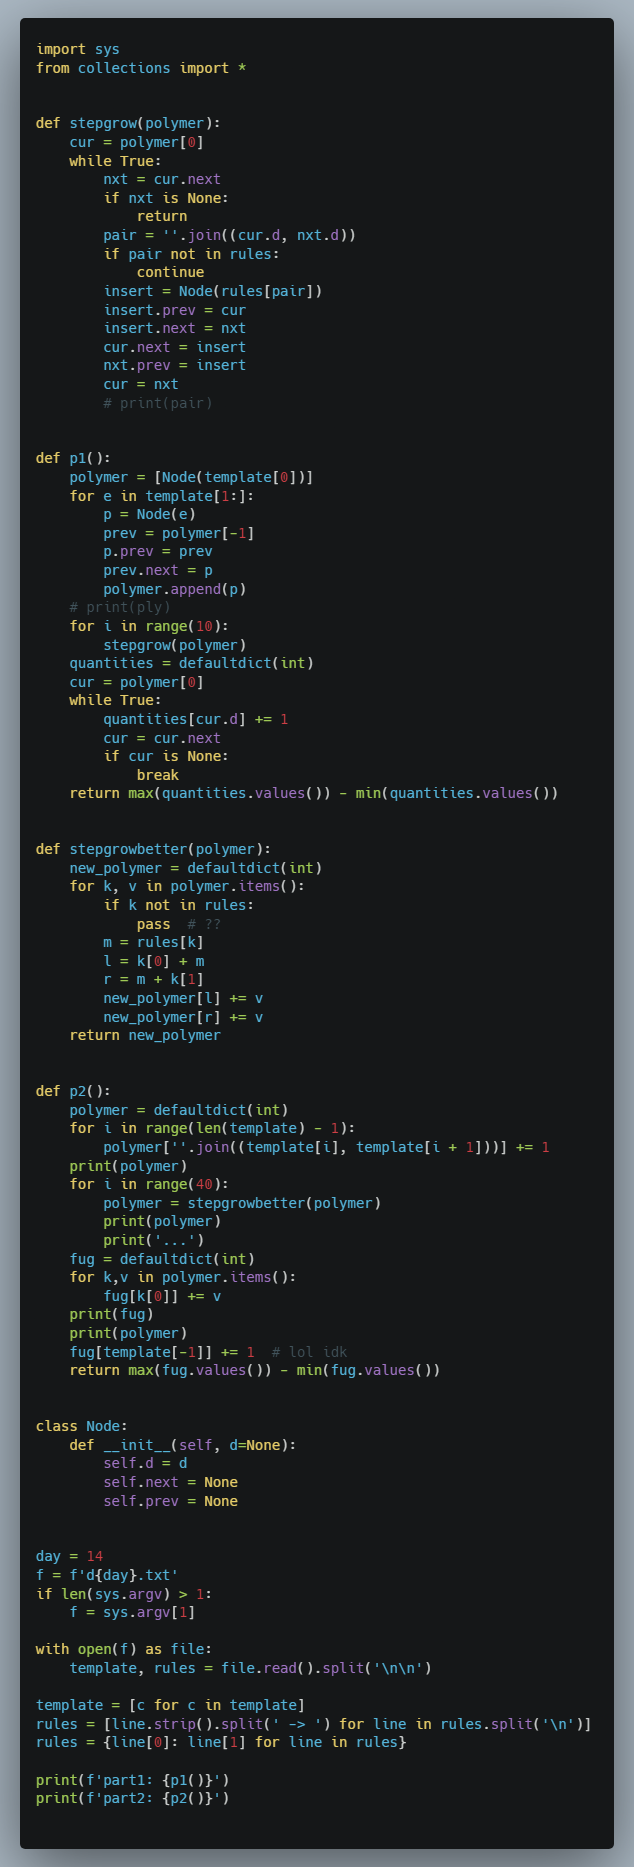 import sys
from collections import *


def stepgrow(polymer):
    cur = polymer[0]
    while True:
        nxt = cur.next
        if nxt is None:
            return
        pair = ''.join((cur.d, nxt.d))
        if pair not in rules:
            continue
        insert = Node(rules[pair])
        insert.prev = cur
        insert.next = nxt
        cur.next = insert
        nxt.prev = insert
        cur = nxt
        # print(pair)


def p1():
    polymer = [Node(template[0])]
    for e in template[1:]:
        p = Node(e)
        prev = polymer[-1]
        p.prev = prev
        prev.next = p
        polymer.append(p)
    # print(ply)
    for i in range(10):
        stepgrow(polymer)
    quantities = defaultdict(int)
    cur = polymer[0]
    while True:
        quantities[cur.d] += 1
        cur = cur.next
        if cur is None:
            break
    return max(quantities.values()) - min(quantities.values())


def stepgrowbetter(polymer):
    new_polymer = defaultdict(int)
    for k, v in polymer.items():
        if k not in rules:
            pass  # ??
        m = rules[k]
        l = k[0] + m
        r = m + k[1]
        new_polymer[l] += v
        new_polymer[r] += v
    return new_polymer


def p2():
    polymer = defaultdict(int)
    for i in range(len(template) - 1):
        polymer[''.join((template[i], template[i + 1]))] += 1
    print(polymer)
    for i in range(40):
        polymer = stepgrowbetter(polymer)
        print(polymer)
        print('...')
    fug = defaultdict(int)
    for k,v in polymer.items():
        fug[k[0]] += v
    print(fug)
    print(polymer)
    fug[template[-1]] += 1  # lol idk
    return max(fug.values()) - min(fug.values())


class Node:
    def __init__(self, d=None):
        self.d = d
        self.next = None
        self.prev = None


day = 14
f = f'd{day}.txt'
if len(sys.argv) > 1:
    f = sys.argv[1]

with open(f) as file:
    template, rules = file.read().split('\n\n')

template = [c for c in template]
rules = [line.strip().split(' -> ') for line in rules.split('\n')]
rules = {line[0]: line[1] for line in rules}

print(f'part1: {p1()}')
print(f'part2: {p2()}')